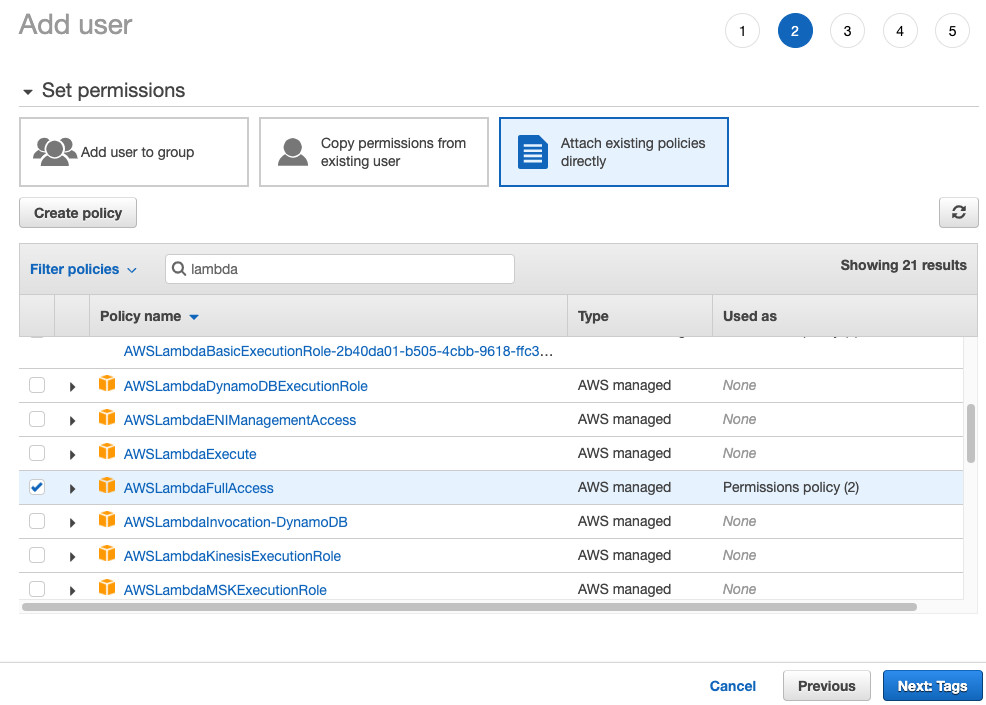 Add user
1 2 3 4 5
Set permissions
Add user to group
Copy permissions from
existing user
Attach existing policies
directly
Create policy
Filter policies
lambda
Showing 21 results
Policy name Type Used as
AWSLambdaBasicExecutionRole-2b40da01-b505-4cbb-9618-ffc3...
AWSLambdaDynamoDBExecutionRole AWS managed None
AWSLambdaENIManagementAccess AWS managed None
AWSLambdaExecute AWS managed None
AWSLambdaFullAccess AWS managed Permissions policy (2)
AWSLambdaInvocation-DynamoDB AWS managed None
AWSLambdaKinesisExecutionRole AWS managed None
AWSLambdaMSKExecutionRole AWS managed None
Cancel Previous Next: Tags